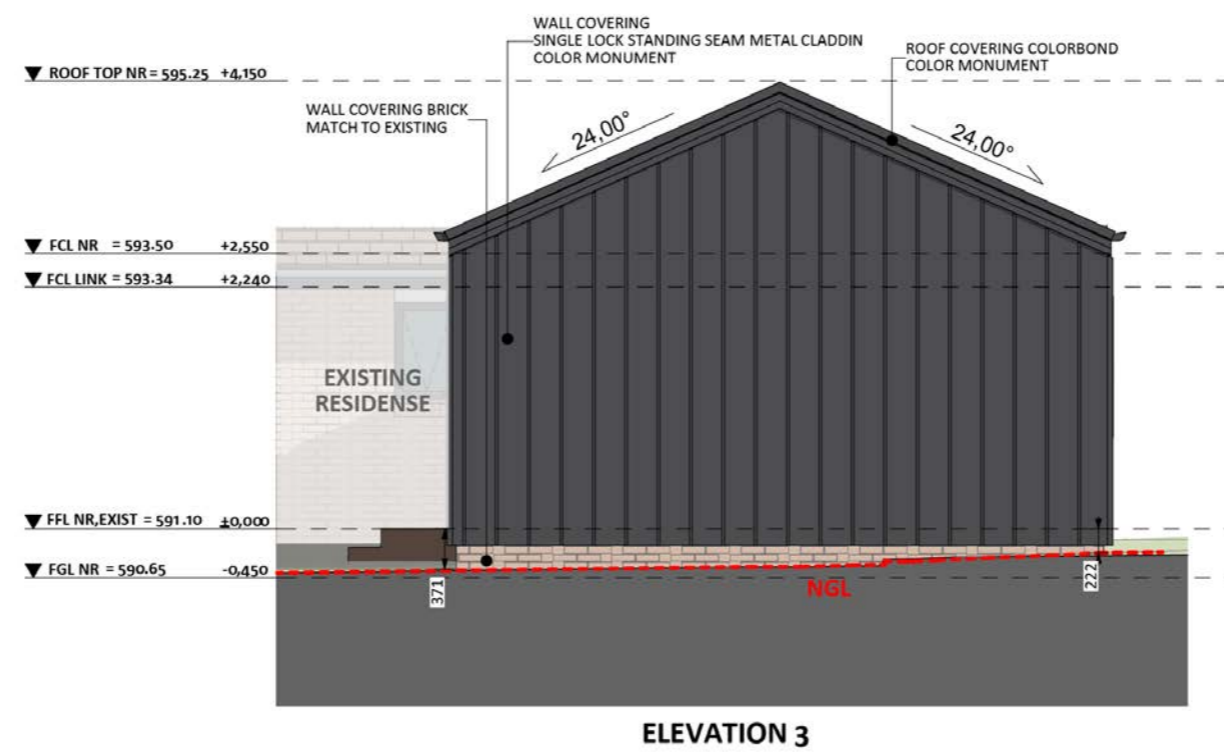 WALL COVERING
SINGLE LOCK STANDING SEAM METAL CLADDIN
COLOR MONUMENT
ROOF COVERING COLORBOND
COLOR MONUMENT
ROOF TOP NR = 595.25 +4,150
WALL COVERING BRICK
MATCH TO EXISTING
24,00°
24,00°
FCL NR = 593.50 +2,550
FCL LINK = 593.34 +2,240
EXISTING
RESIDENSE
FFL NR,EXIST = 591.10 ±0,000
FGL NR = 590.65 -0,450
371
NGL
222
ELEVATION 3